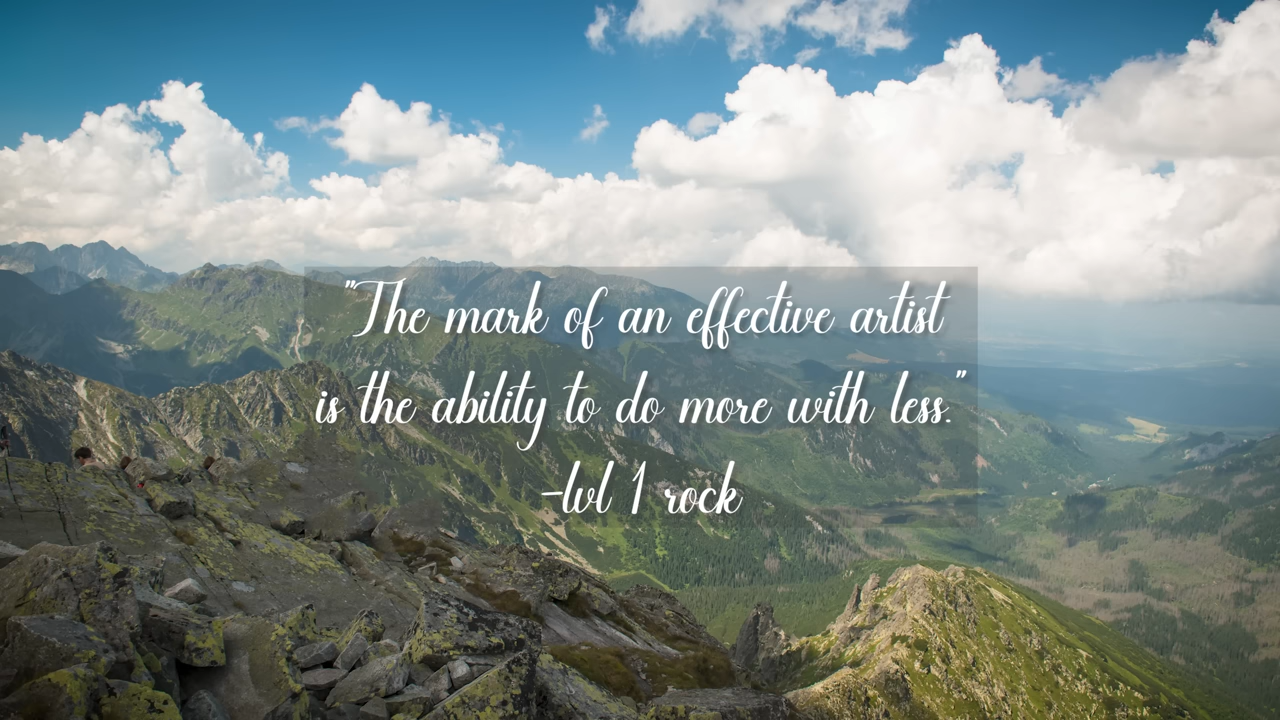 "The mark of an effective artist
is the ability to do more with less."
-lvl 1 rock